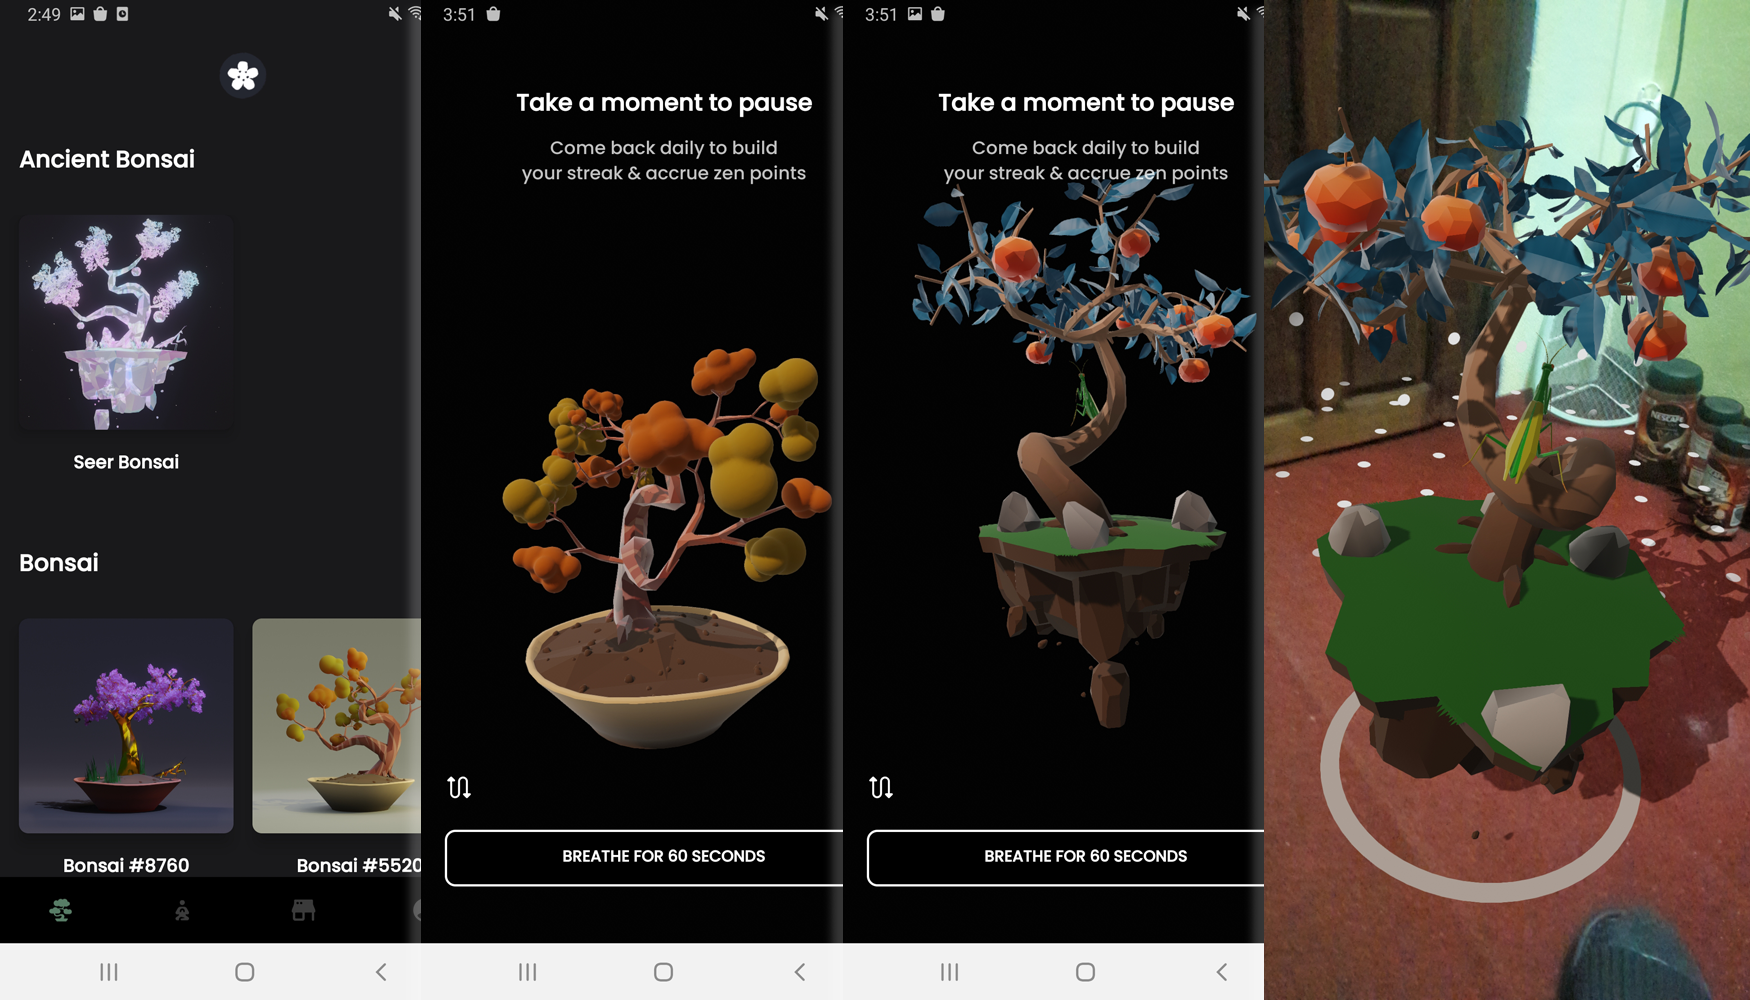 2:49
Ancient Bonsai
Seer Bonsai
Bonsai
Bonsai #8760
Bonsai #5520
3:51
Take a moment to pause
Come back daily to build
your streak & accrue zen points
BREATHE FOR 60 SECONDS
3:51
Take a moment to pause
Come back daily to build
your streak & accrue zen points
BREATHE FOR 60 SECONDS
NESCAFE